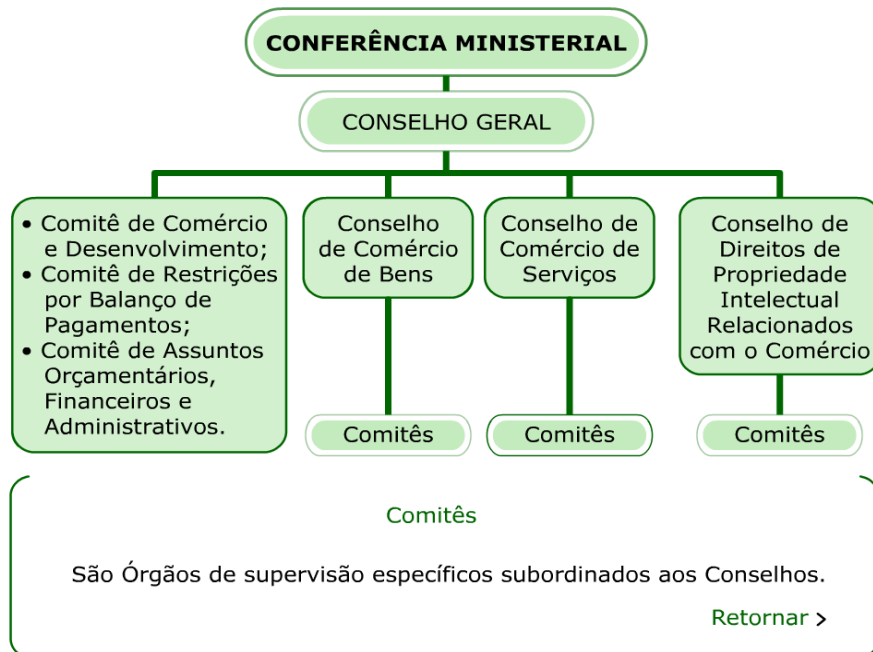 CONFERÊNCIA MINISTERIAL
CONSELHO GERAL
• Comitê de Comércio
e Desenvolvimento;
• Comitê de Restrições
por Balanço de
Pagamentos;
• Comitê de Assuntos
Orçamentários,
Financeiros e
Administrativos.
Conselho
de Comércio
de Bens
Conselho de
Comércio de
Serviços
Conselho de
Direitos de
Propriedade
Intelectual
Relacionados
com o Comércio
Comitês
Comitês
Comitês
Comitês
São Órgãos de supervisão específicos subordinados aos Conselhos.
Retornar >